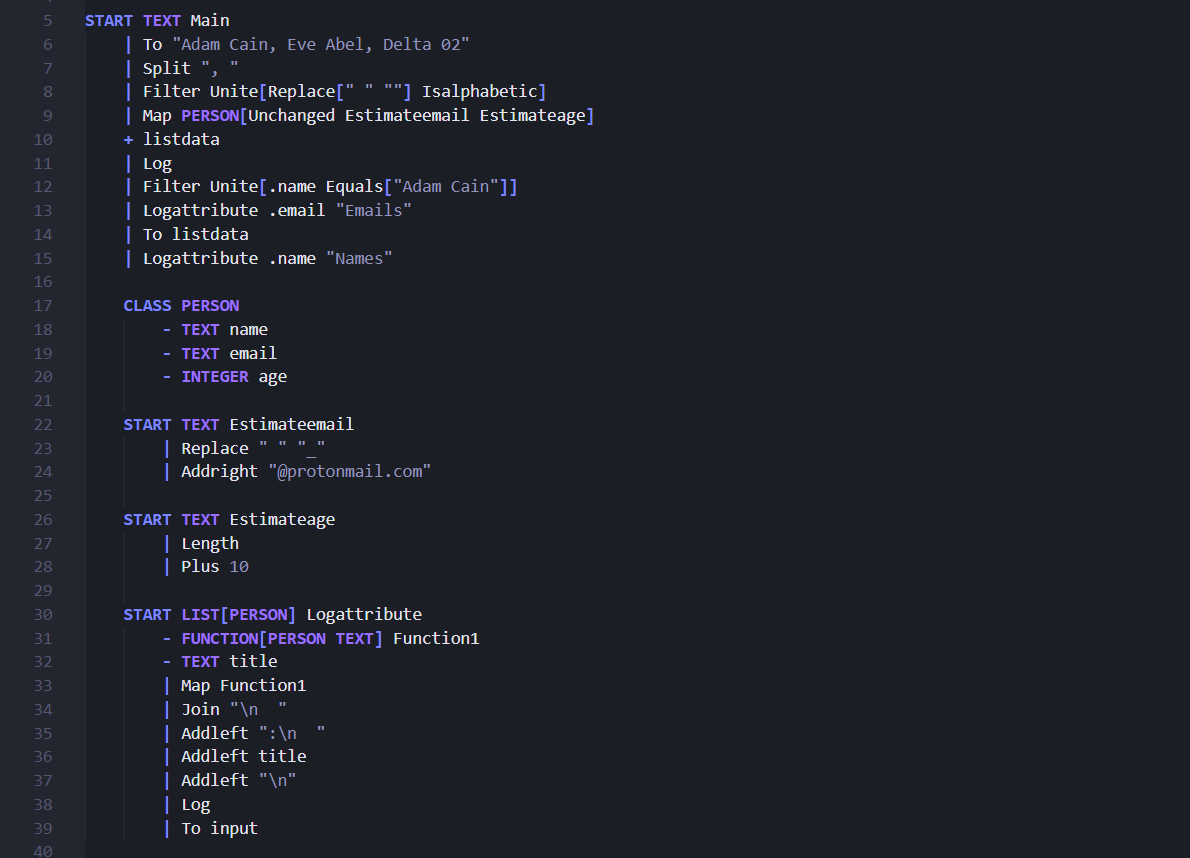 5 START TEXT Main
6 | To "Adam Cain, Eve Abel, Delta 02"
7 | Split ", "
8 | Filter Unite[Replace[" " ""] Isalphabetic]
9 | Map PERSON[Unchanged Estimateemail Estimateage]
10 + listdata
11 | Log
12 | Filter Unite[.name Equals["Adam Cain"]]
13 | Logattribute .email "Emails"
14 | To listdata
15 | Logattribute .name "Names"
16
17 CLASS PERSON
18 - TEXT name
19 - TEXT email
20 - INTEGER age
21
22 START TEXT Estimateemail
23 | Replace " " "_"
24 | Addright "@protonmail.com"
25
26 START TEXT Estimateage
27 | Length
28 | Plus 10
29
30 START LIST[PERSON] Logattribute
31 - FUNCTION[PERSON TEXT] Function1
32 - TEXT title
33 | Map Function1
34 | Join "\n  "
35 | Addleft ":\n  "
36 | Addleft title
37 | Addleft "\n"
38 | Log
39 | To input
40